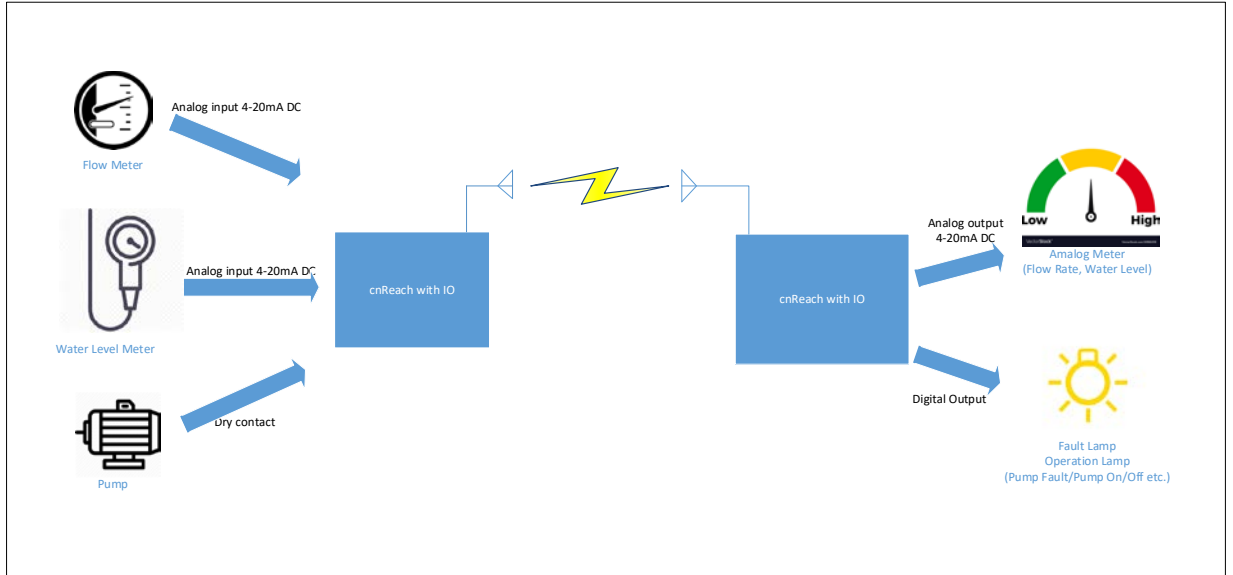 Analog input 4-20mA DC
Flow Meter
Analog input 4-20mA DC
Water Level Meter
Dry contact
Pump
cnReach with IO
cnReach with IO
Analog output
4-20mA DC
Low
High
Amalog Meter
(Flow Rate, Water Level)
Digital Output
Fault Lamp
Operation Lamp
(Pump Fault/Pump On/Off etc.)